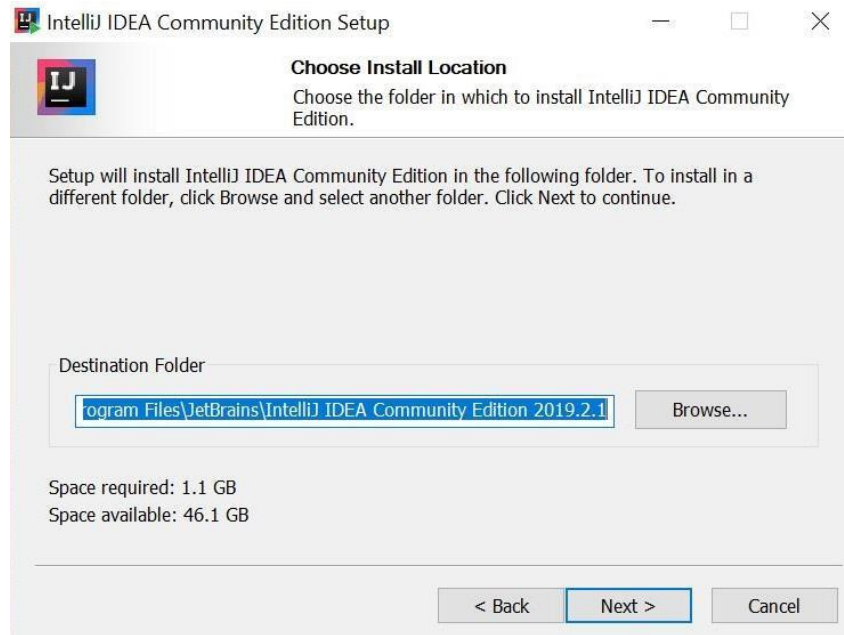 IntelliJ IDEA Community Edition Setup
IJ
Choose Install Location
Choose the folder in which to install IntelliJ IDEA Community
Edition.
Setup will install IntelliJ IDEA Community Edition in the following folder. To install in a
different folder, click Browse and select another folder. Click Next to continue.
Destination Folder
rogram Files\JetBrains\IntelliJ IDEA Community Edition 2019.2.1
Browse...
Space required: 1.1 GB
Space available: 46.1 GB
< Back
Next >
Cancel